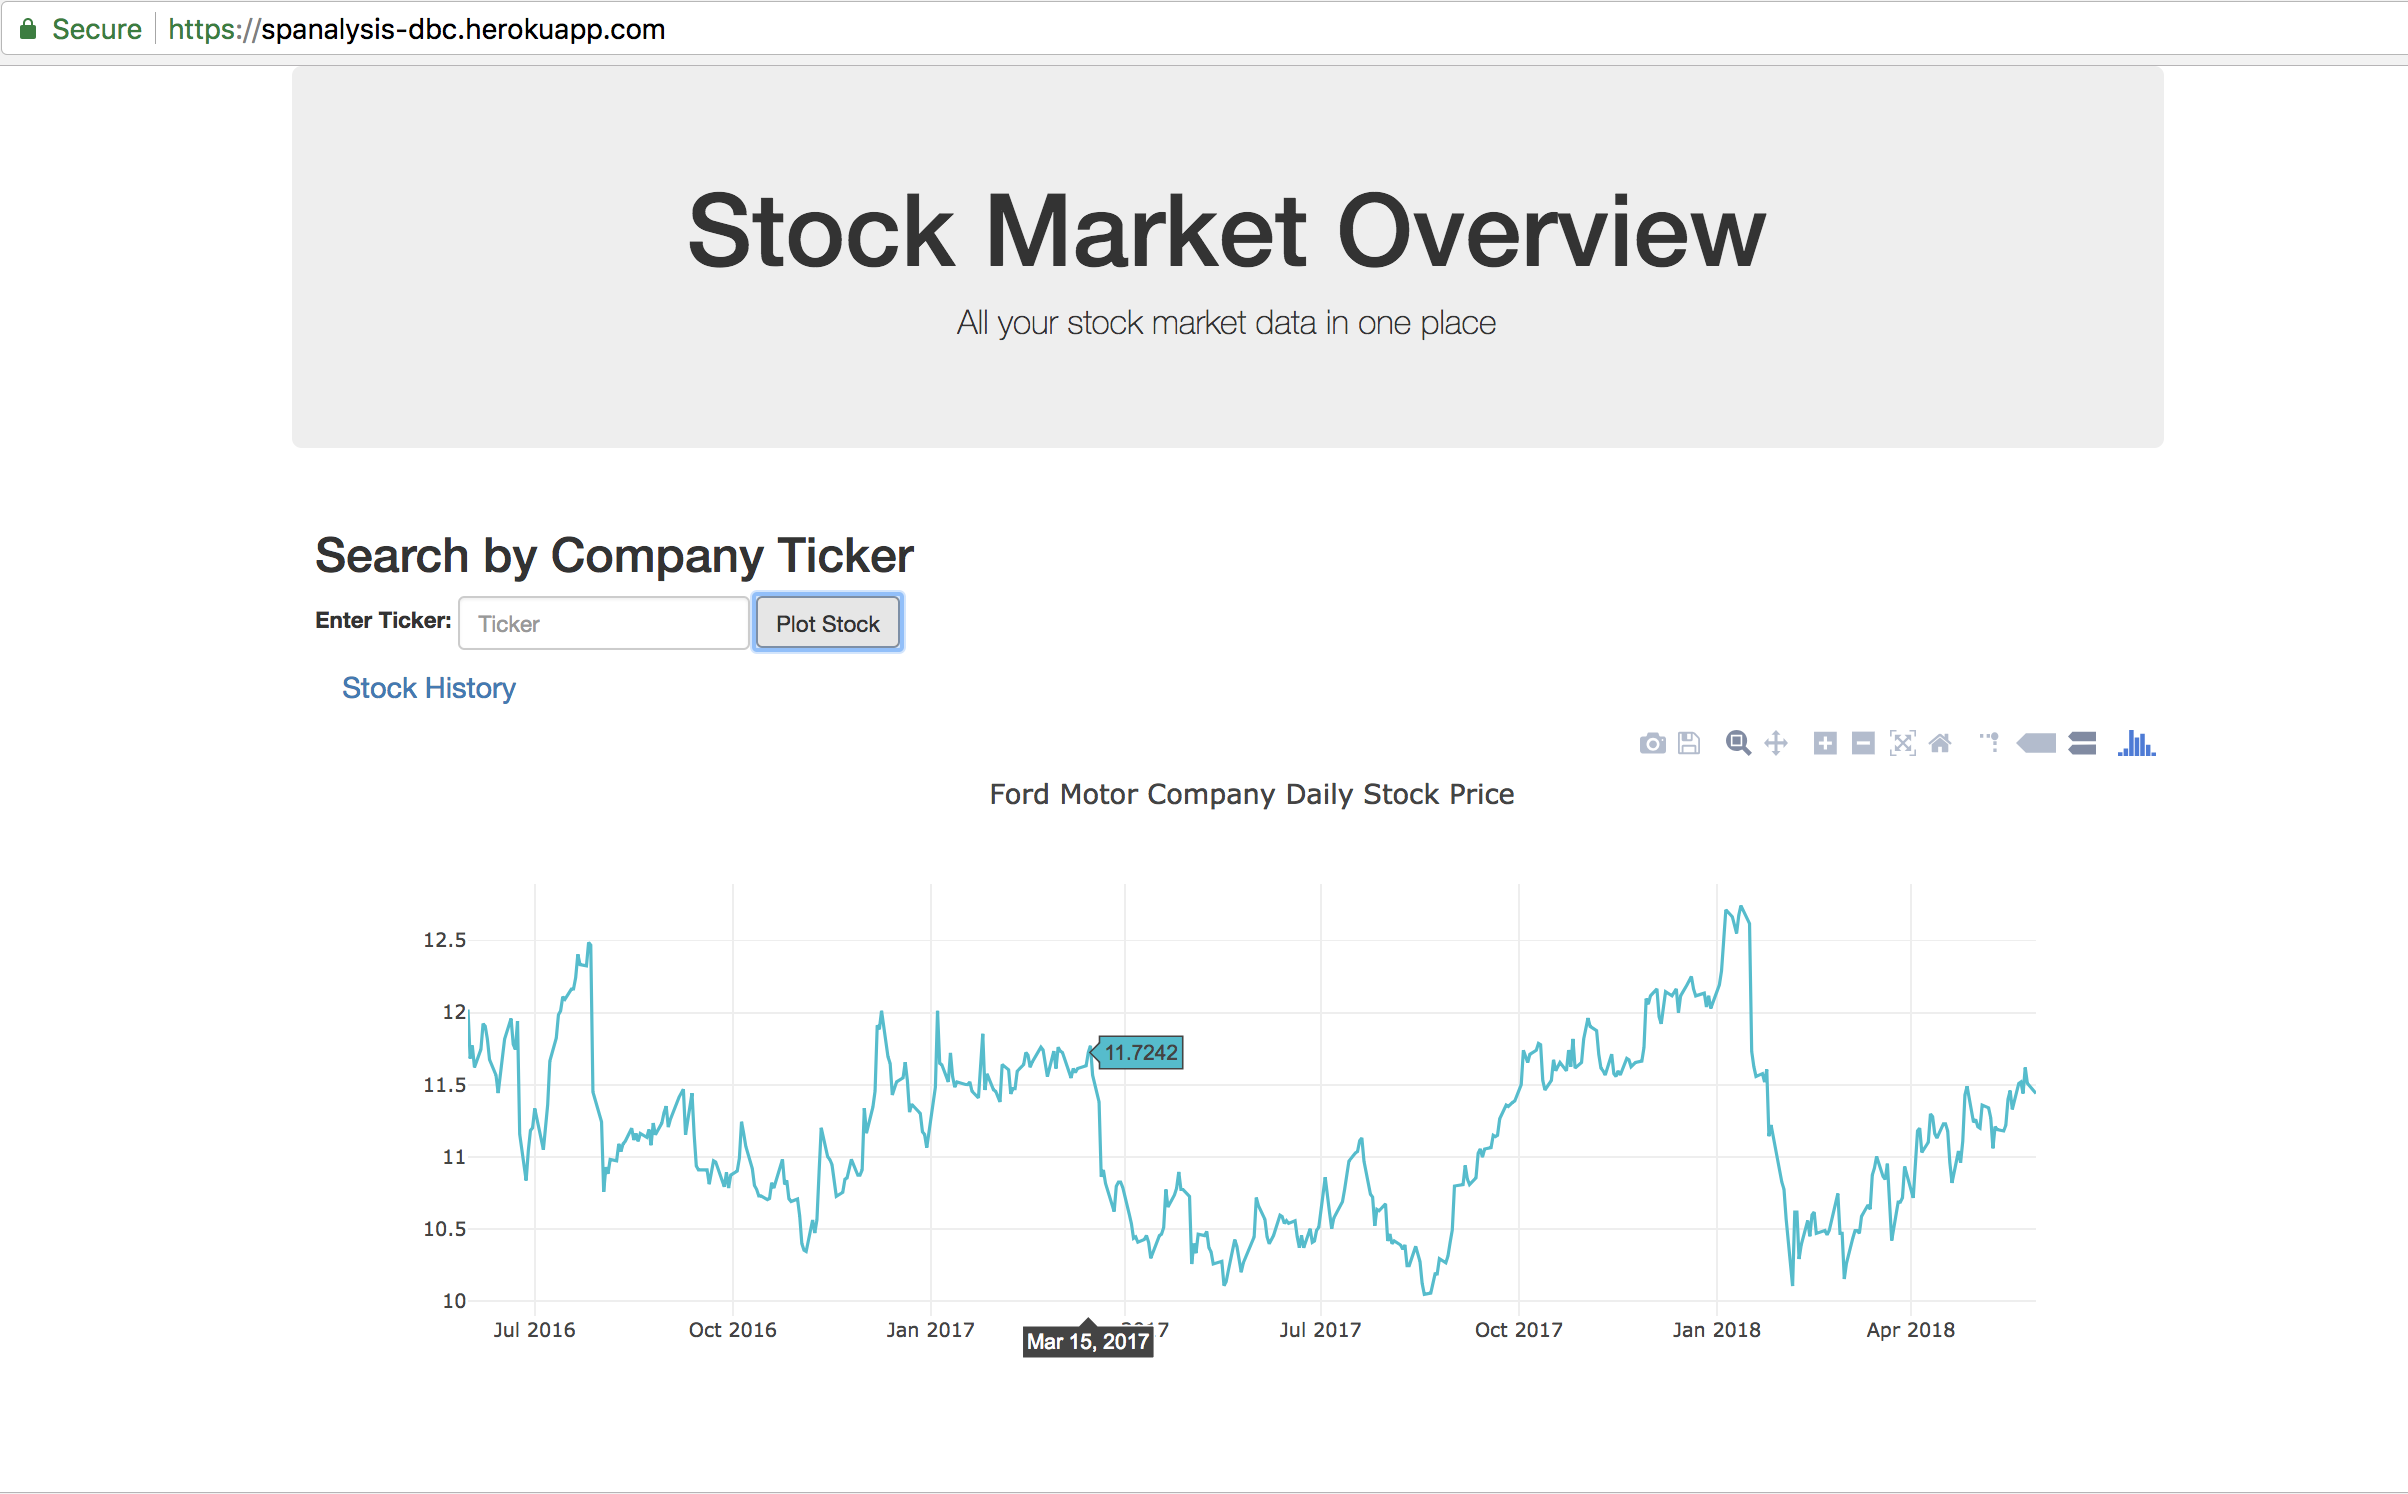 Secure https://spanalysis-dbc.herokuapp.com
Stock Market Overview
All your stock market data in one place
Search by Company Ticker
Enter Ticker: Ticker Plot Stock
Stock History
Ford Motor Company Daily Stock Price
12.5
12
11.7242
11.5
11
10.5
10
Jul 2016 Oct 2016 Jan 2017 2017 Jul 2017 Oct 2017 Jan 2018 Apr 2018
Mar 15, 2017